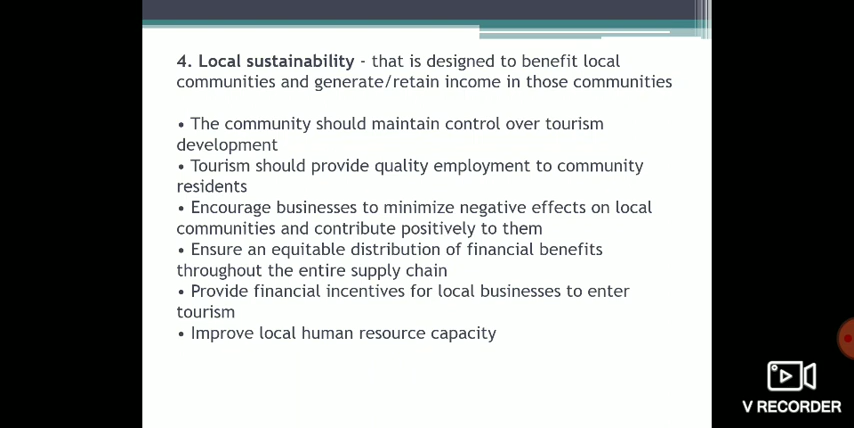 4. Local sustainability - that is designed to benefit local
communities and generate/retain income in those communities
• The community should maintain control over tourism
development
• Tourism should provide quality employment to community
residents
• Encourage businesses to minimize negative effects on local
communities and contribute positively to them
• Ensure an equitable distribution of financial benefits
throughout the entire supply chain
• Provide financial incentives for local businesses to enter
tourism
• Improve local human resource capacity
V RECORDER